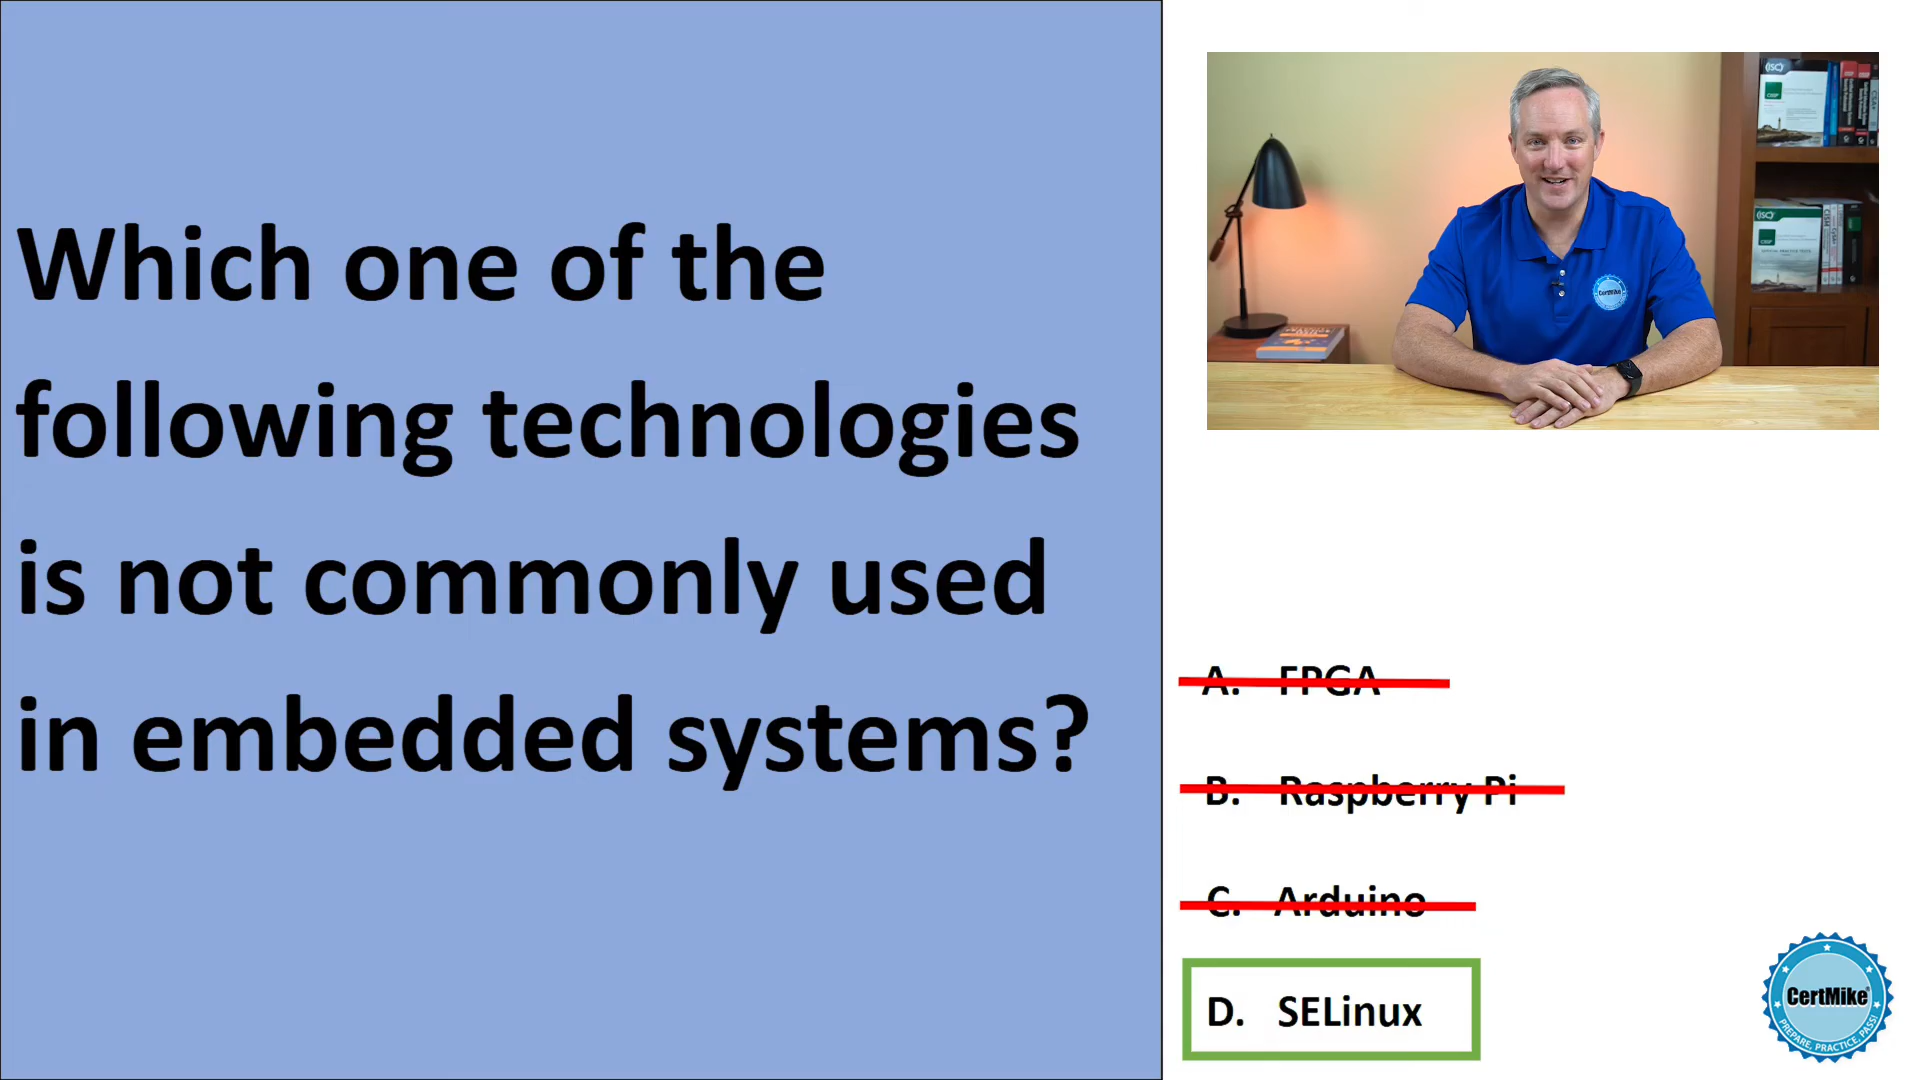 Which one of the
following technologies
is not commonly used
in embedded systems?
A. FPGA
B. Raspberry Pi
C. Arduino
D. SELinux
CertMike
CertMike
PREPARE, PRACTICE, PASS!